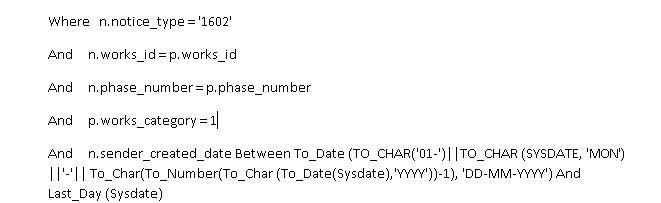 Where n.notice_type = '1602'
And n.works_id = p.works_id
And n.phase_number = p.phase_number
And p.works_category = 1
And n.sender_created_date Between To_Date (TO_CHAR('01-')||TO_CHAR (SYSDATE, 'MON')
||'-'|| To_Char(To_Number(To_Char (To_Date(Sysdate),'YYYY'))-1), 'DD-MM-YYYY') And
Last_Day (Sysdate)